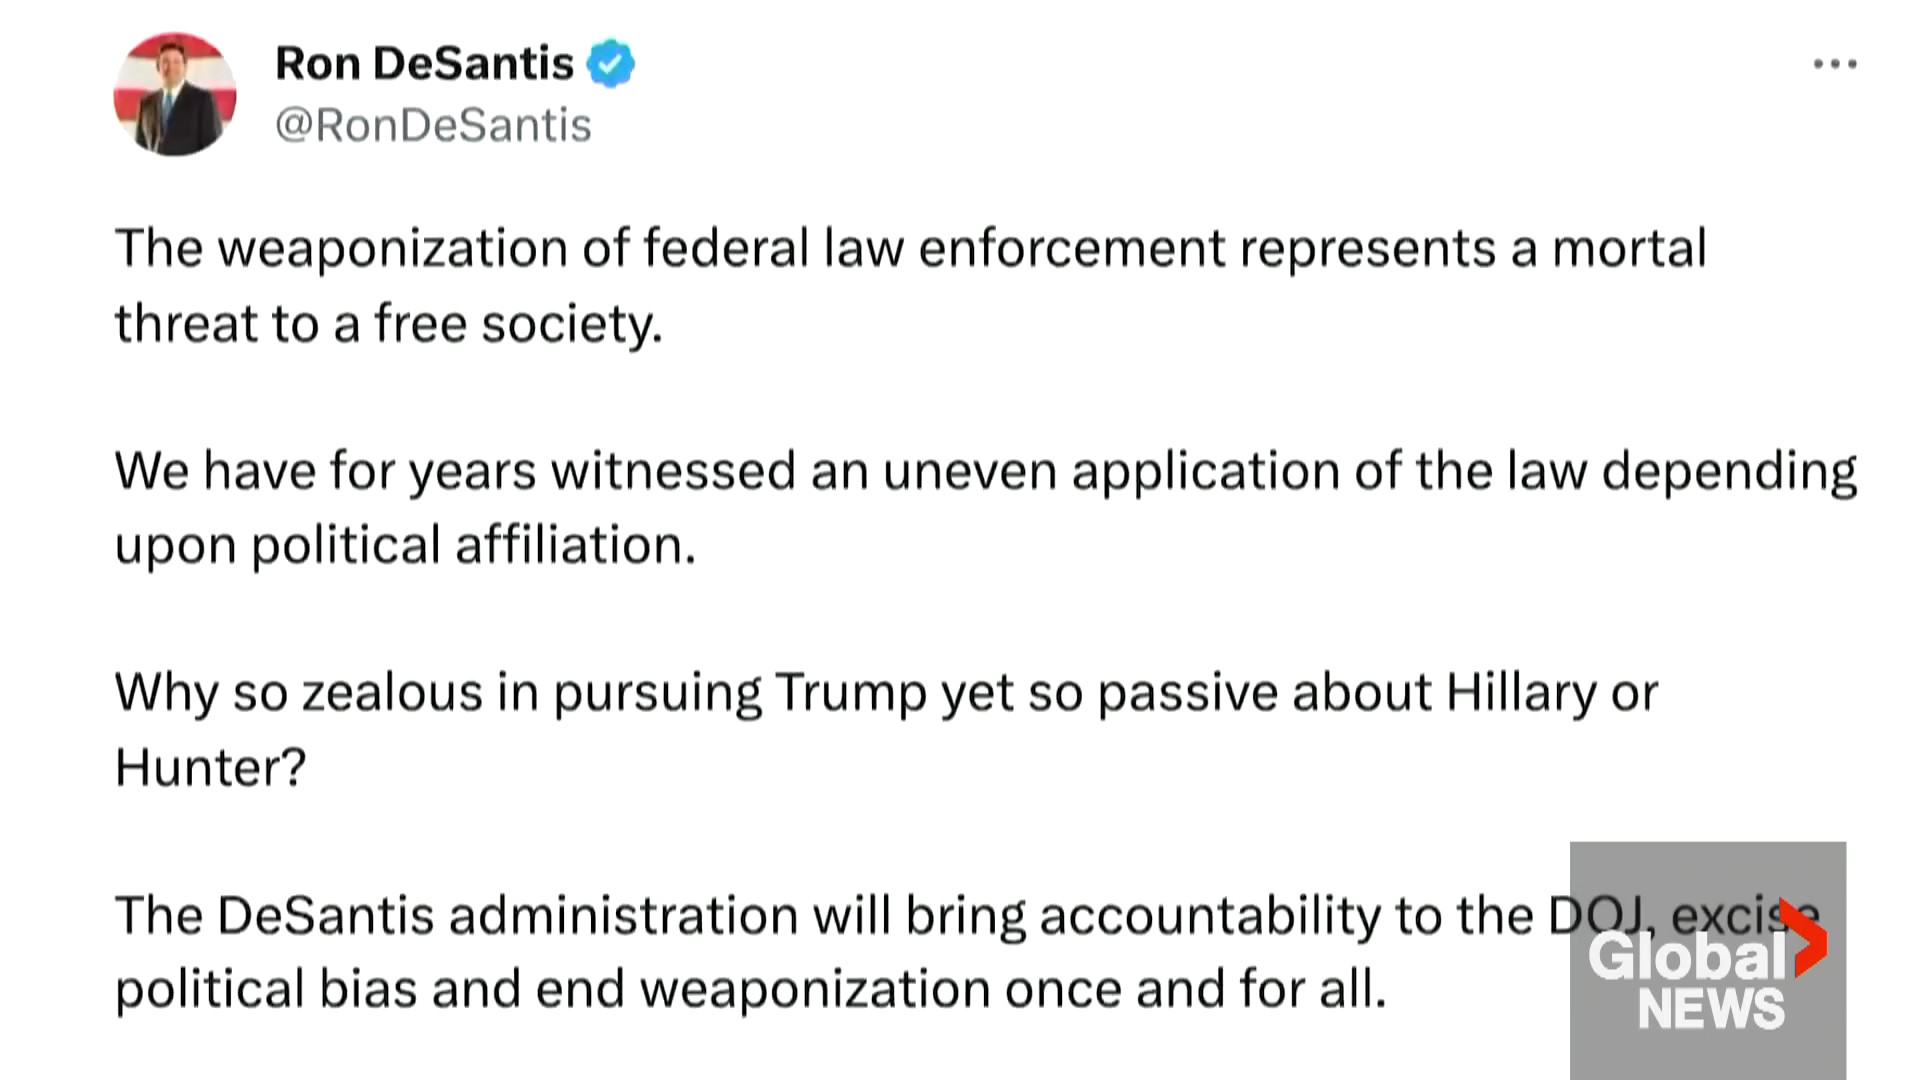 Ron DeSantis
@RonDeSantis
The weaponization of federal law enforcement represents a mortal
threat to a free society.
We have for years witnessed an uneven application of the law depending
upon political affiliation.
Why so zealous in pursuing Trump yet so passive about Hillary or
Hunter?
The DeSantis administration will bring accountability to the DOJ, excise
political bias and end weaponization once and for all.
Global
NEWS